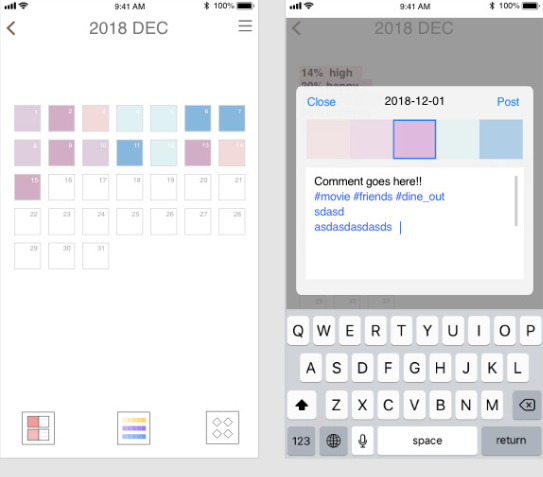 9:41 AM
100%
2018 DEC
1 2 3 4 5 6 7
8 9 10 11 12 13 14
15 16 17 18 19 20 21
22 23 24 25 26 27 28
29 30 31
9:41 AM
100%
2018 DEC
14% high
20% happy
Close 2018-12-01 Post
Comment goes here!!
#movie #friends #dine_out
sdasd
asdasdasdasds
29 30 31
Q W E R T Y U I O P
A S D F G H J K L
Z X C V B N M
123 space return